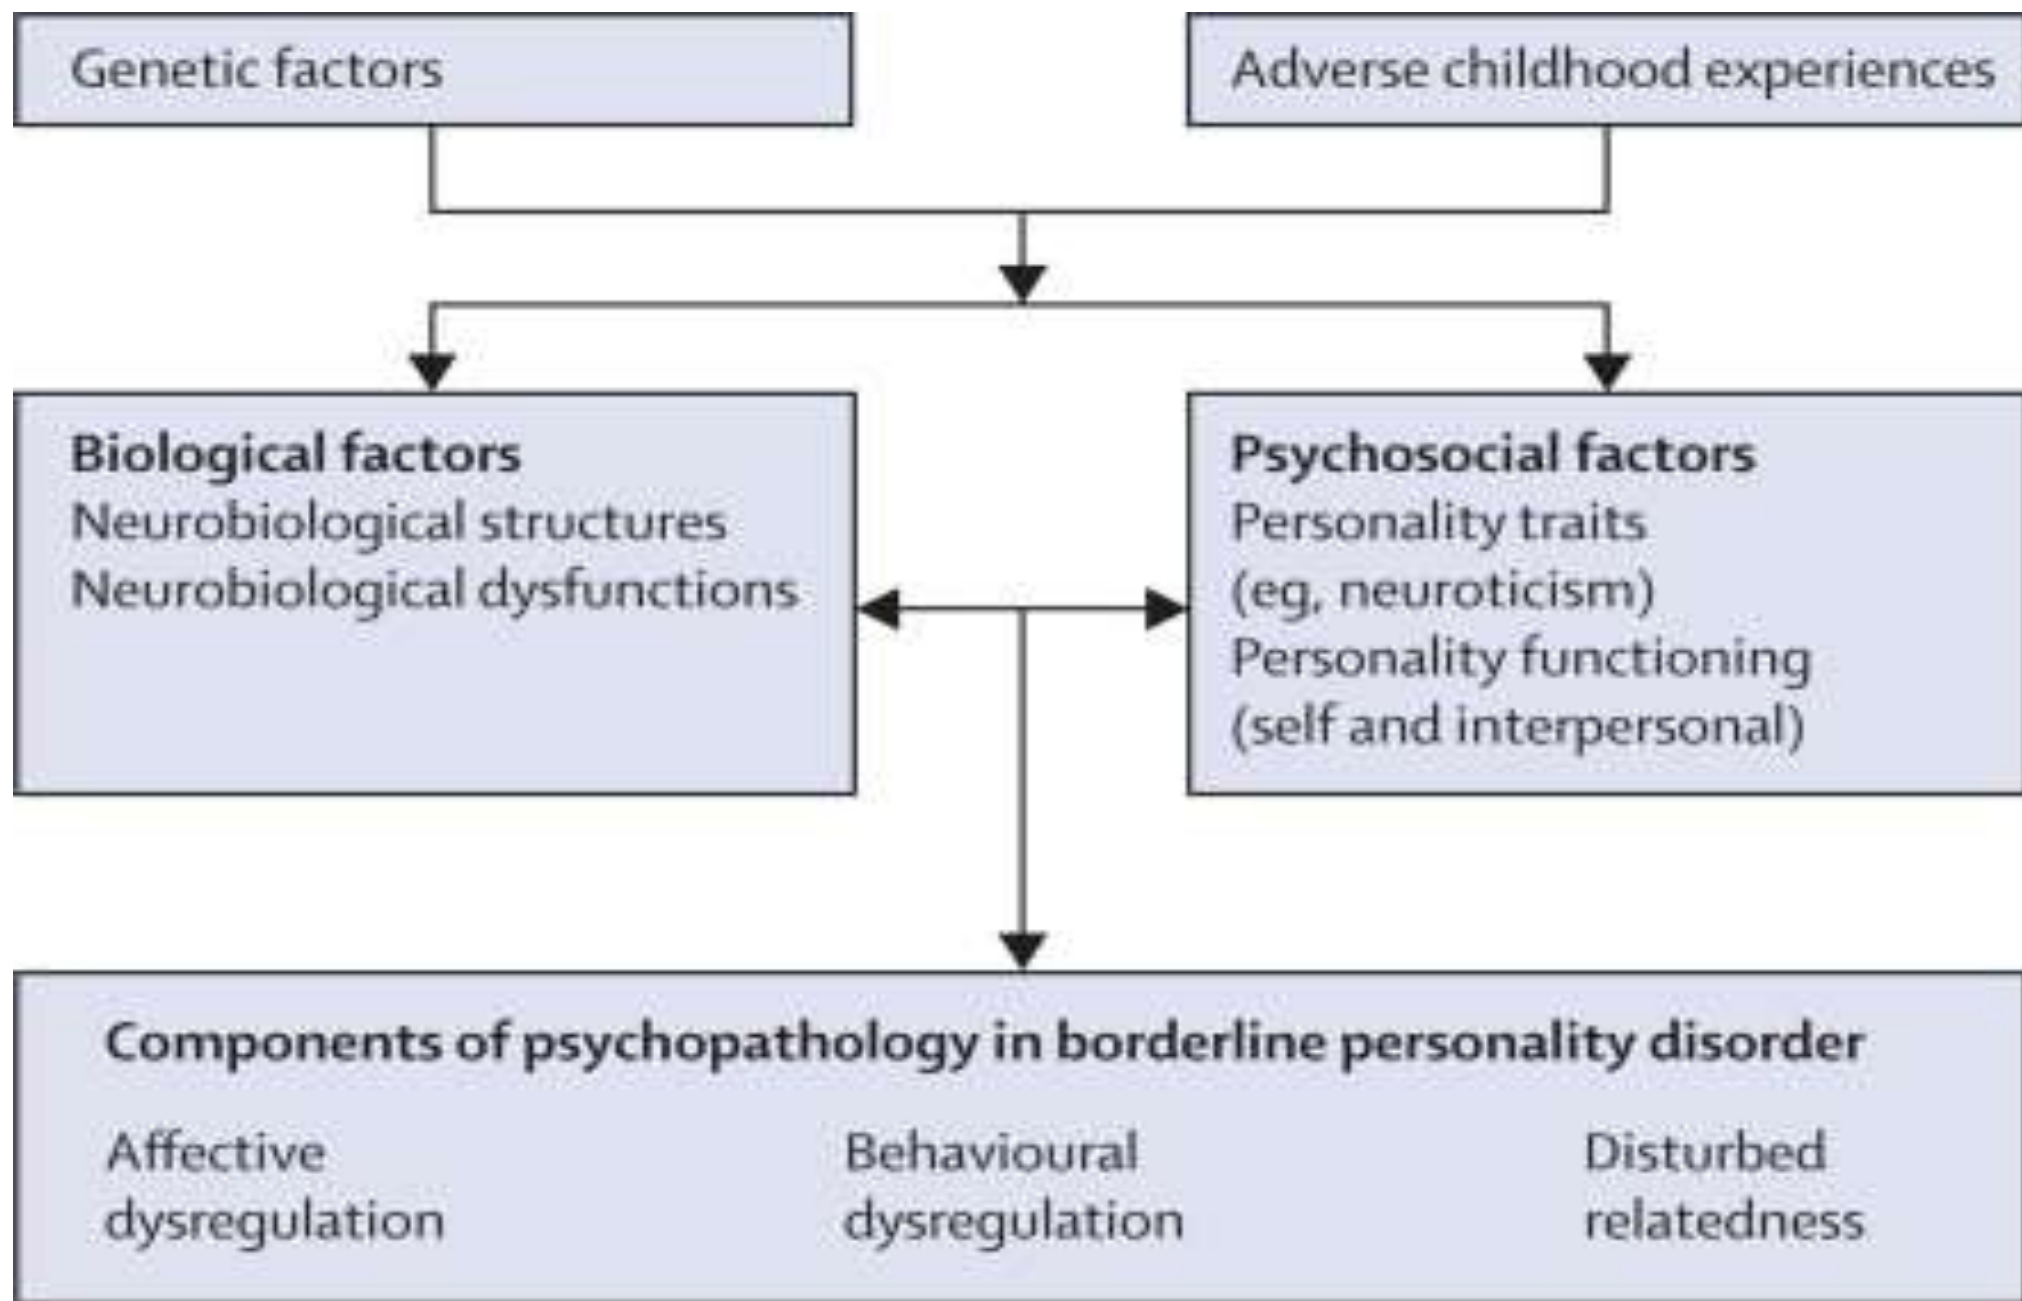 Genetic factors
Adverse childhood experiences
Biological factors
Neurobiological structures
Neurobiological dysfunctions
Psychosocial factors
Personality traits
(eg, neuroticism)
Personality functioning
(self and interpersonal)
Components of psychopathology in borderline personality disorder
Affective
dysregulation
Behavioural
dysregulation
Disturbed
relatedness